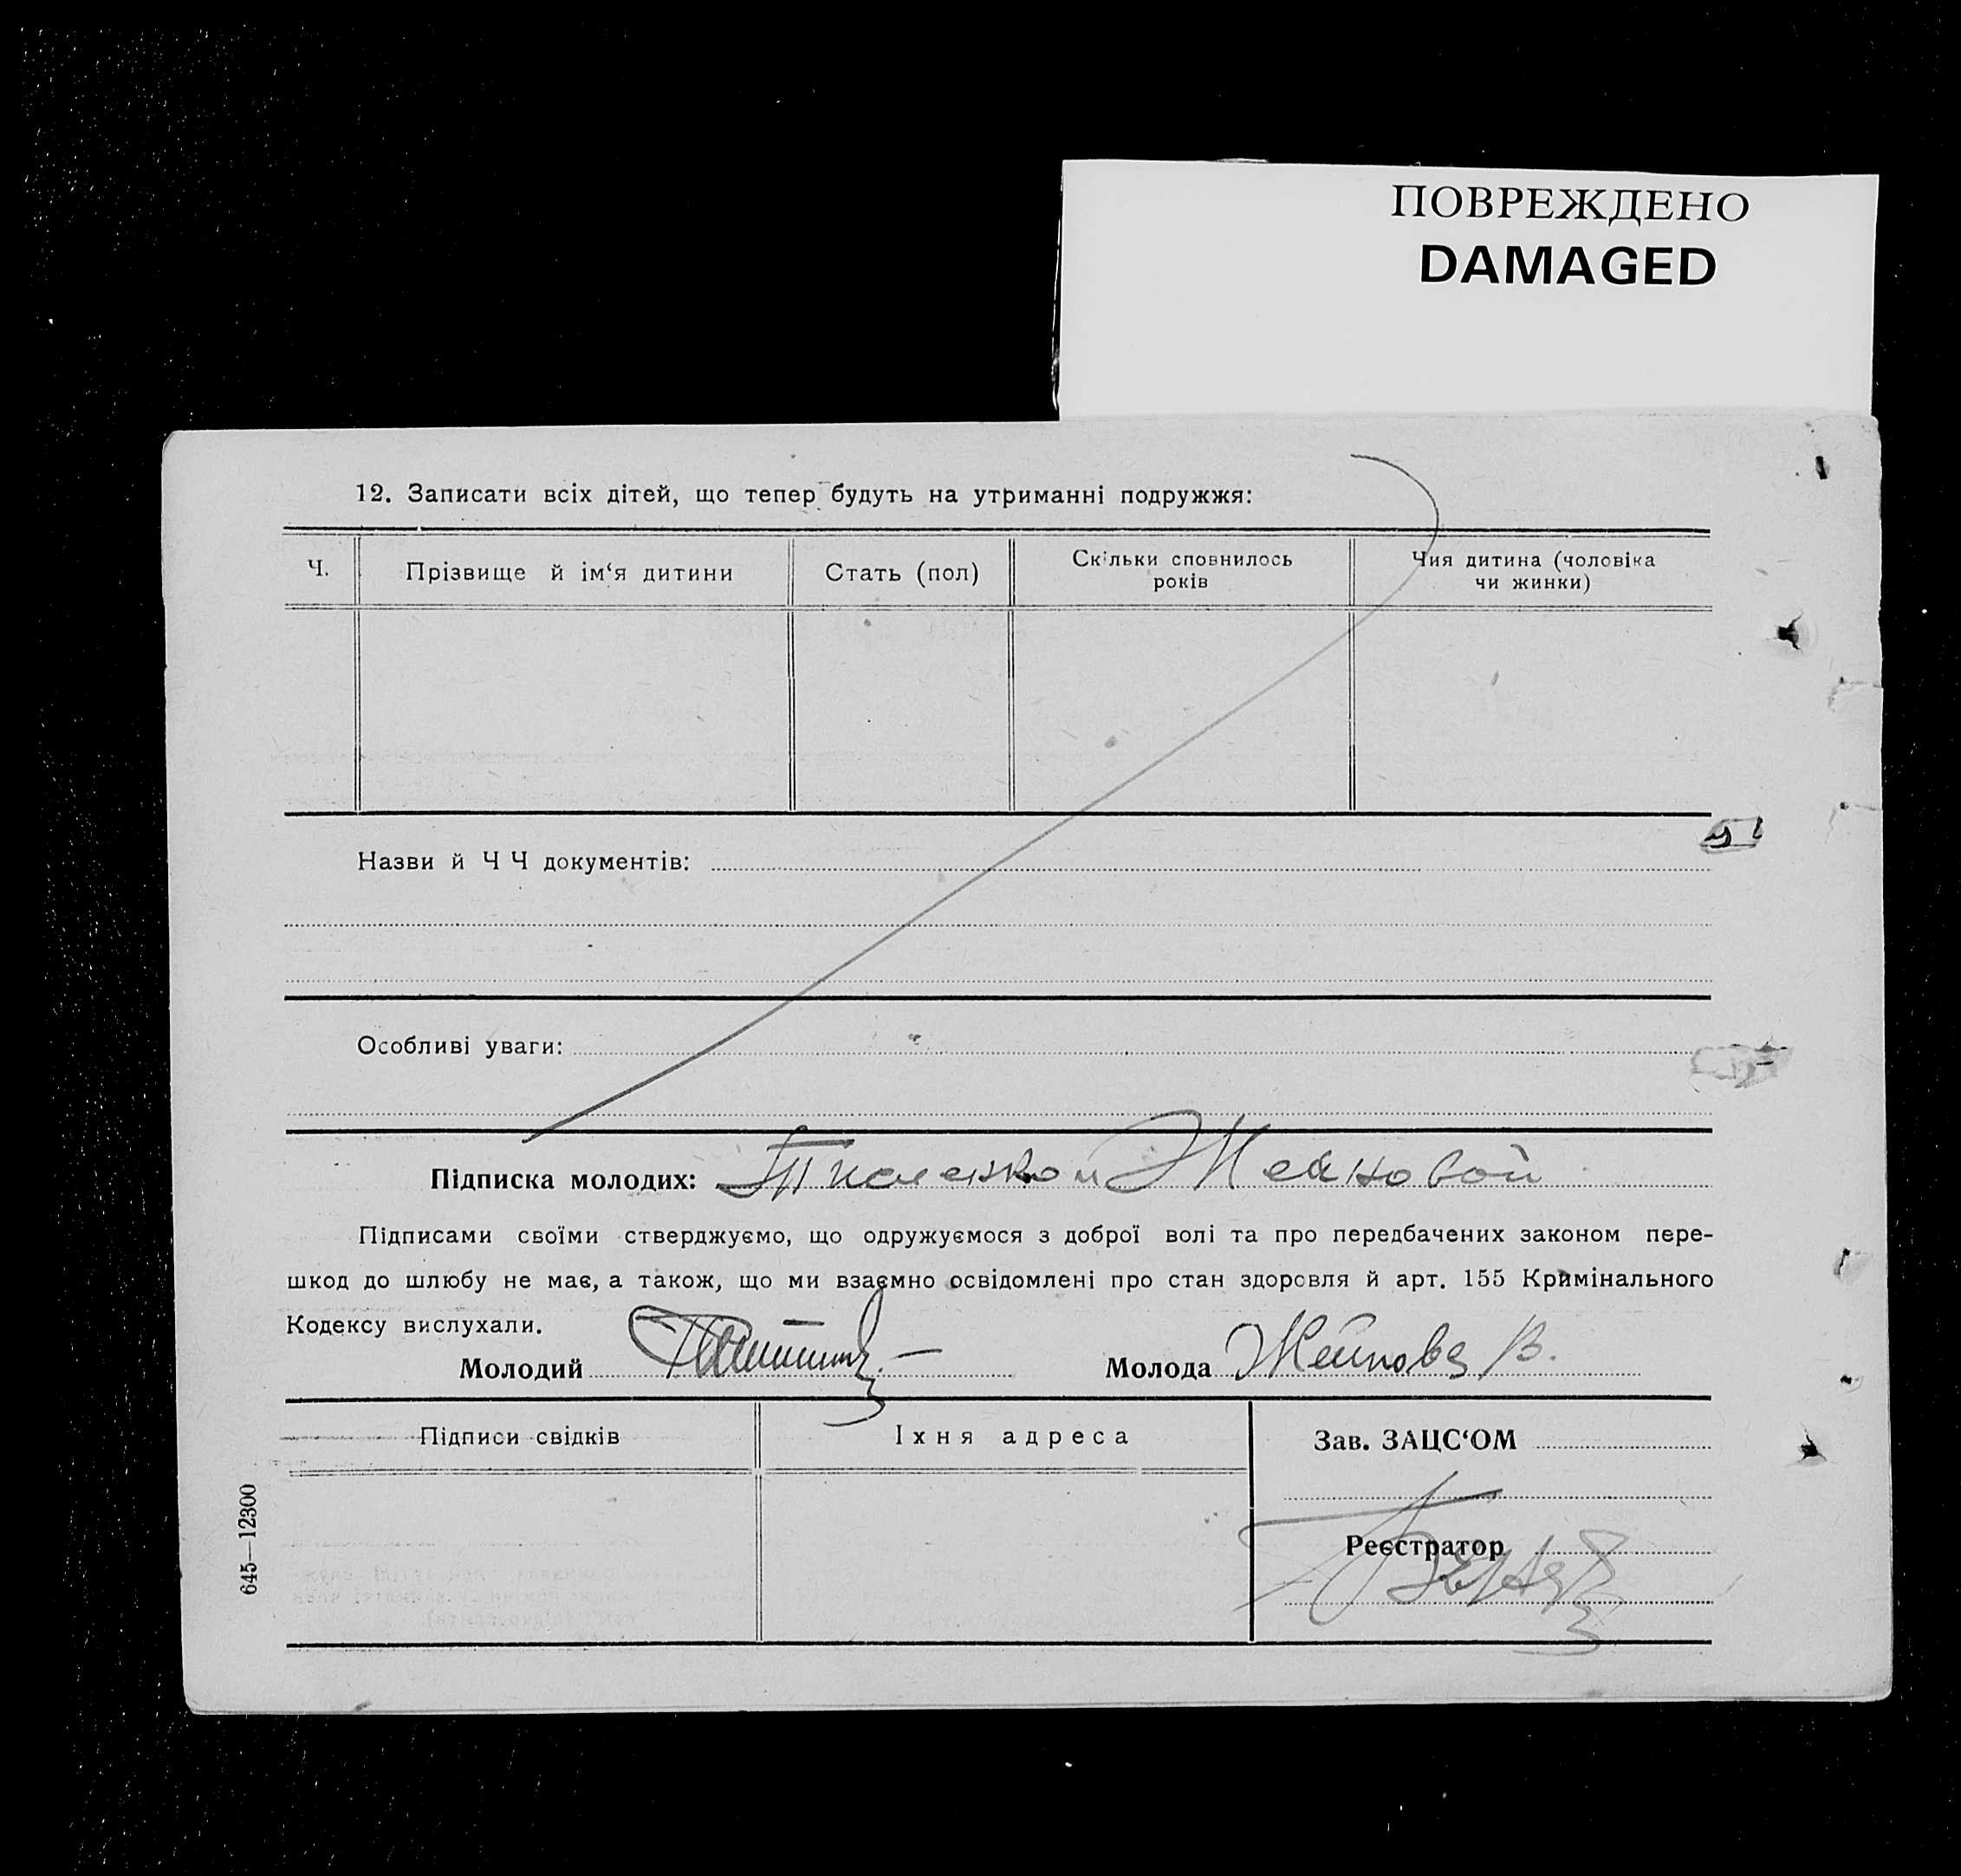 ПОВРЕЖДЕНО
DAMAGED
12. Записати всіх дітей, що тепер будуть на утриманні подружжя:
Ч.
Прізвище й ім‘я дитини
Стать (пол)
Скільки сповнилось
років
Чия дитина (чоловіка
чи жинки)
Назви й Ч Ч документів:
Особливі уваги:
Підписка молодих:
Підписами своїми стверджуємо, що одружуємося з доброї волі та про передбачених законом пере-
шкод до шлюбу не має, а також, що ми взаємно освідомлені про стан здоровля й арт. 155 Кримінального
Кодексу вислухали.
Молодий
Молода Жейнова В.
Підписи свідків
Їхня адреса
Зав. ЗАЦС‘ОМ
Реєстратор
645—12300